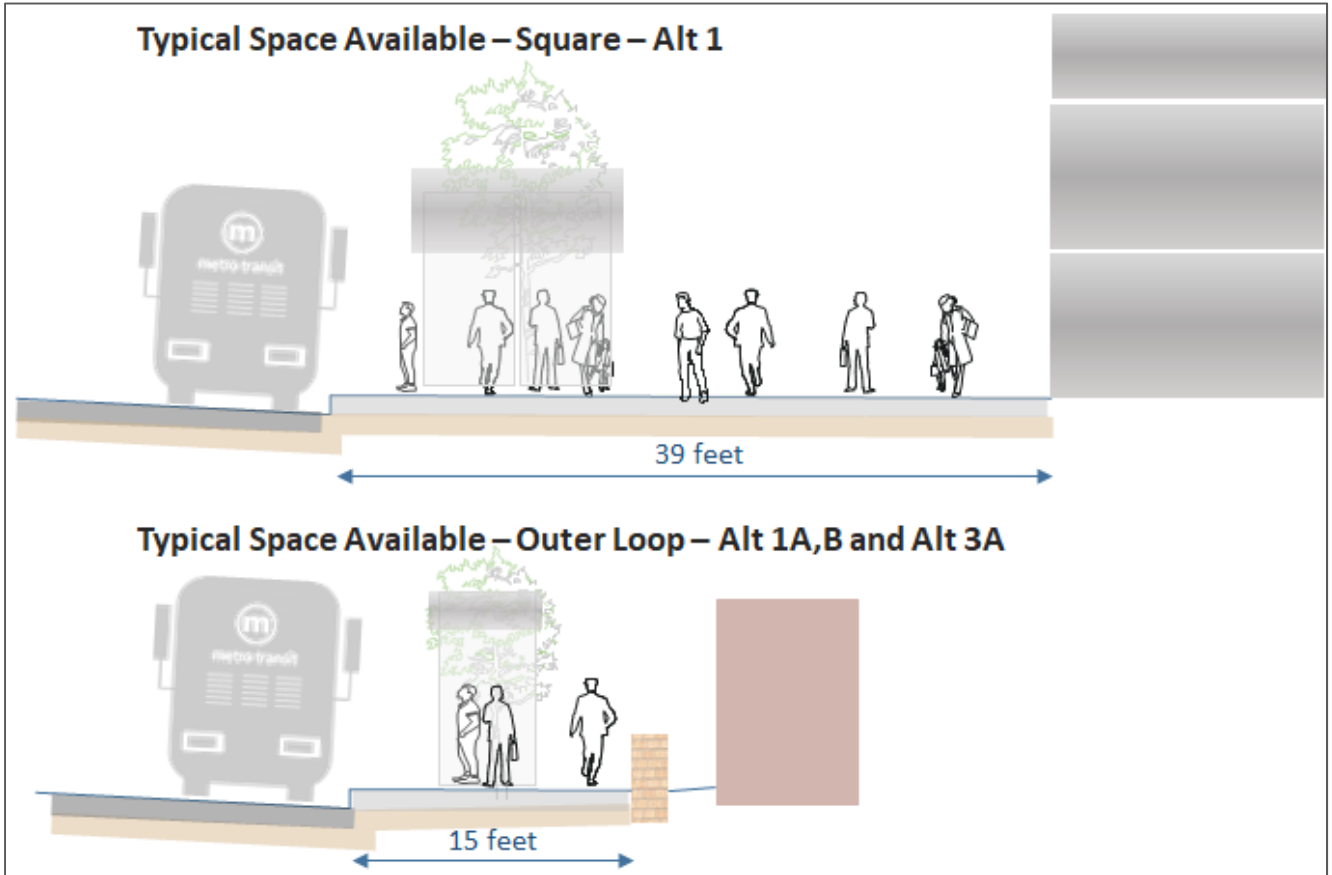 Typical Space Available – Square – Alt 1
m
metro transit
39 feet
Typical Space Available – Outer Loop – Alt 1A,B and Alt 3A
m
metro transit
15 feet